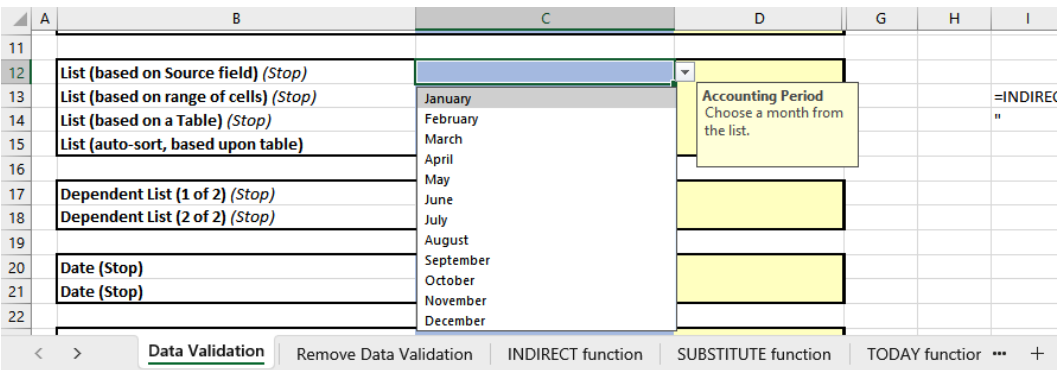 A B C D G H I
11
12 List (based on Source field) (Stop)
13 List (based on range of cells) (Stop) =INDIREC
14 List (based on a Table) (Stop) "
15 List (auto-sort, based upon table)
16
17 Dependent List (1 of 2) (Stop)
18 Dependent List (2 of 2) (Stop)
19
20 Date (Stop)
21 Date (Stop)
22
January
February
March
April
May
June
July
August
September
October
November
December
Accounting Period
Choose a month from
the list.
Data Validation Remove Data Validation INDIRECT function SUBSTITUTE function TODAY functior